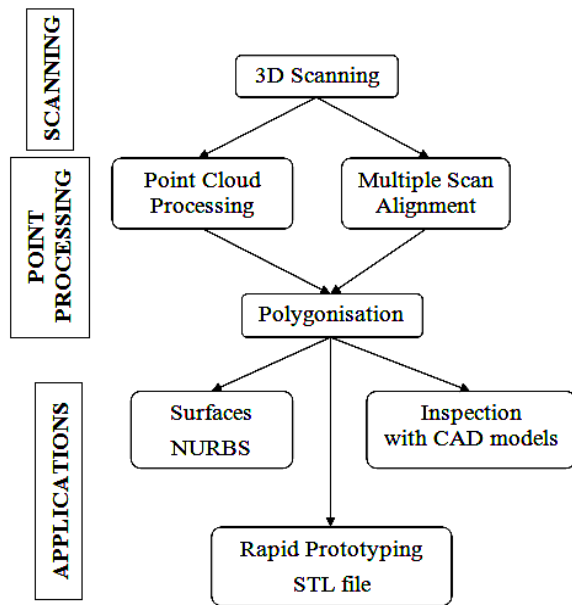 SCANNING
3D Scanning
POINT
PROCESSING
Point Cloud
Processing
Multiple Scan
Alignment
Polygonisation
APPLICATIONS
Surfaces
NURBS
Inspection
with CAD models
Rapid Prototyping
STL file